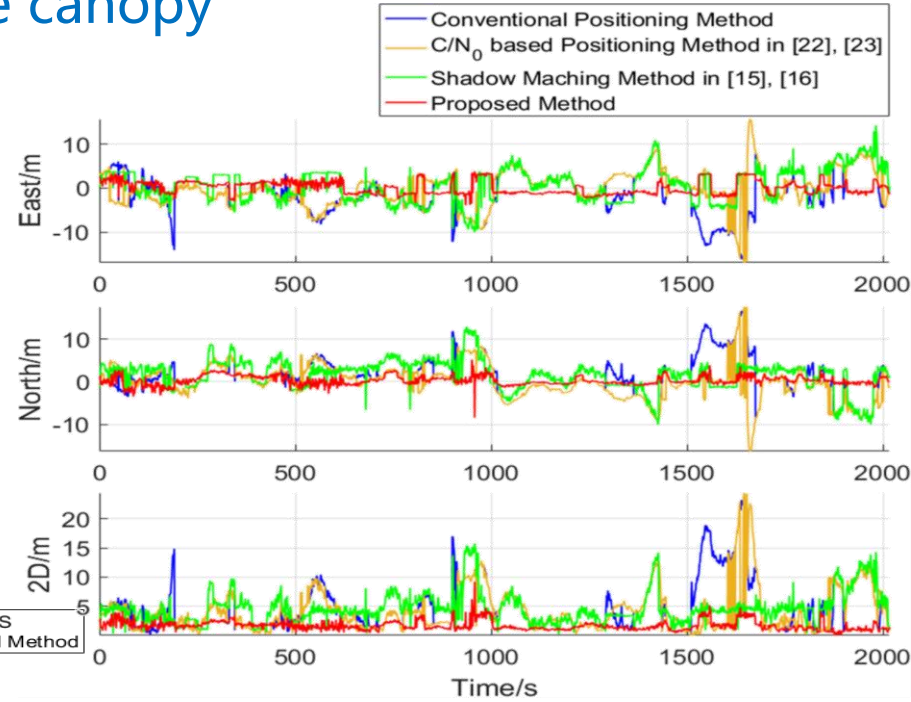 e canopy
Conventional Positioning Method
C/N0 based Positioning Method in [22], [23]
Shadow Maching Method in [15], [16]
Proposed Method
East/m
10
0
-10
0 500 1000 1500 2000
North/m
10
0
-10
0 500 1000 1500 2000
2D/m
20
15
10
5
S
Method
0 500 1000 1500 2000
Time/s